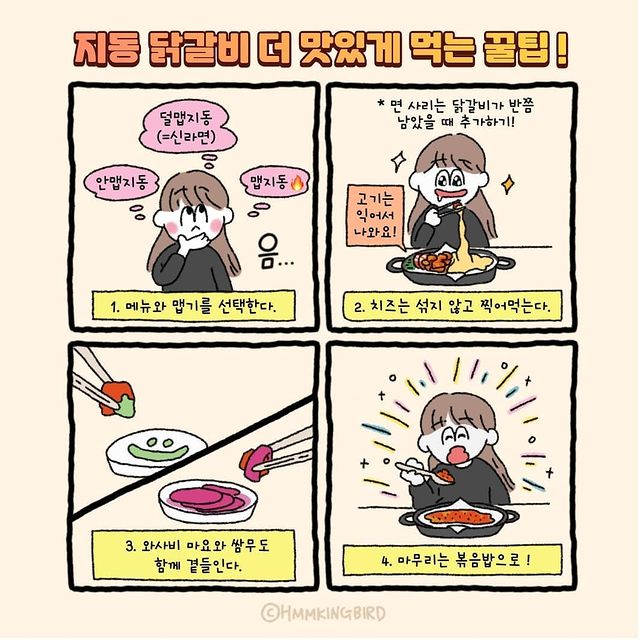 지동 닭갈비 더 맛있게 먹는 꿀팁!
덜맵지동
(=신라면)
안맵지동
맵지동
음...
1. 메뉴와 맵기를 선택한다.
* 면 사리는 닭갈비가 반쯤
남았을 때 추가하기!
고기는
익어서
나와요!
2. 치즈는 섞지 않고 찍어먹는다.
3. 와사비 마요와 쌈무도
함께 곁들인다.
4. 마무리는 볶음밥으로!
©HMMKINGBIRD